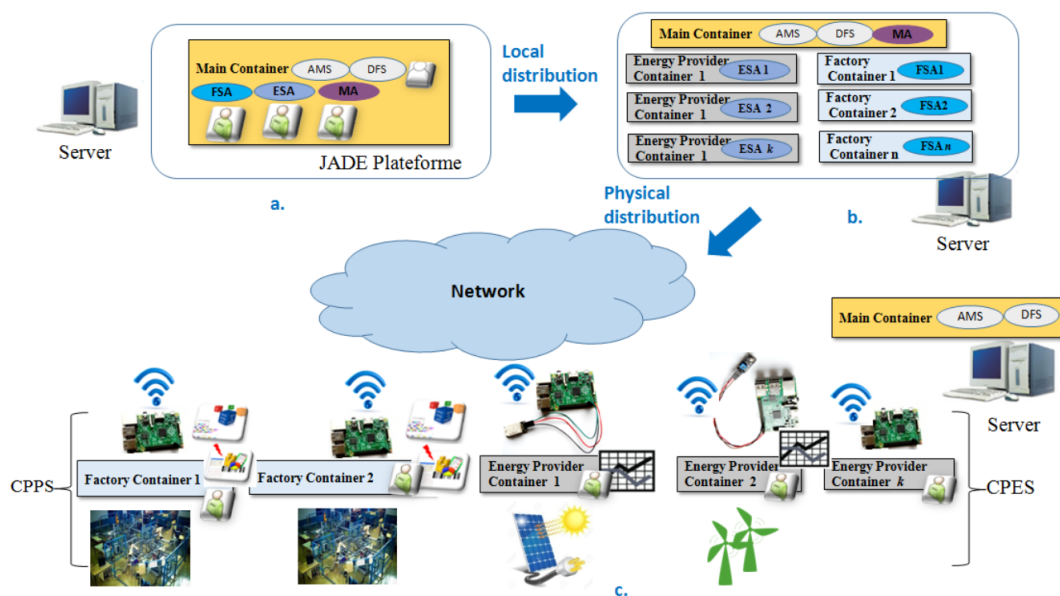 Main Container
AMS
DFS
FSA
ESA
MA
JADE Plateforme
Server
a.
Local
distribution
Main Container
AMS
DFS
MA
Energy Provider
Container 1
ESA 1
Factory
Container 1
FSA1
Energy Provider
Container 1
ESA 2
Factory
Container 2
FSA2
Energy Provider
Container 1
ESA k
Factory
Container n
FSA n
b.
Server
Physical
distribution
Network
Main Container
AMS
DFS
Server
CPPS
Factory Container 1
Factory Container 2
Energy Provider
Container 1
Energy Provider
Container 2
Energy Provider
Container k
CPES
c.